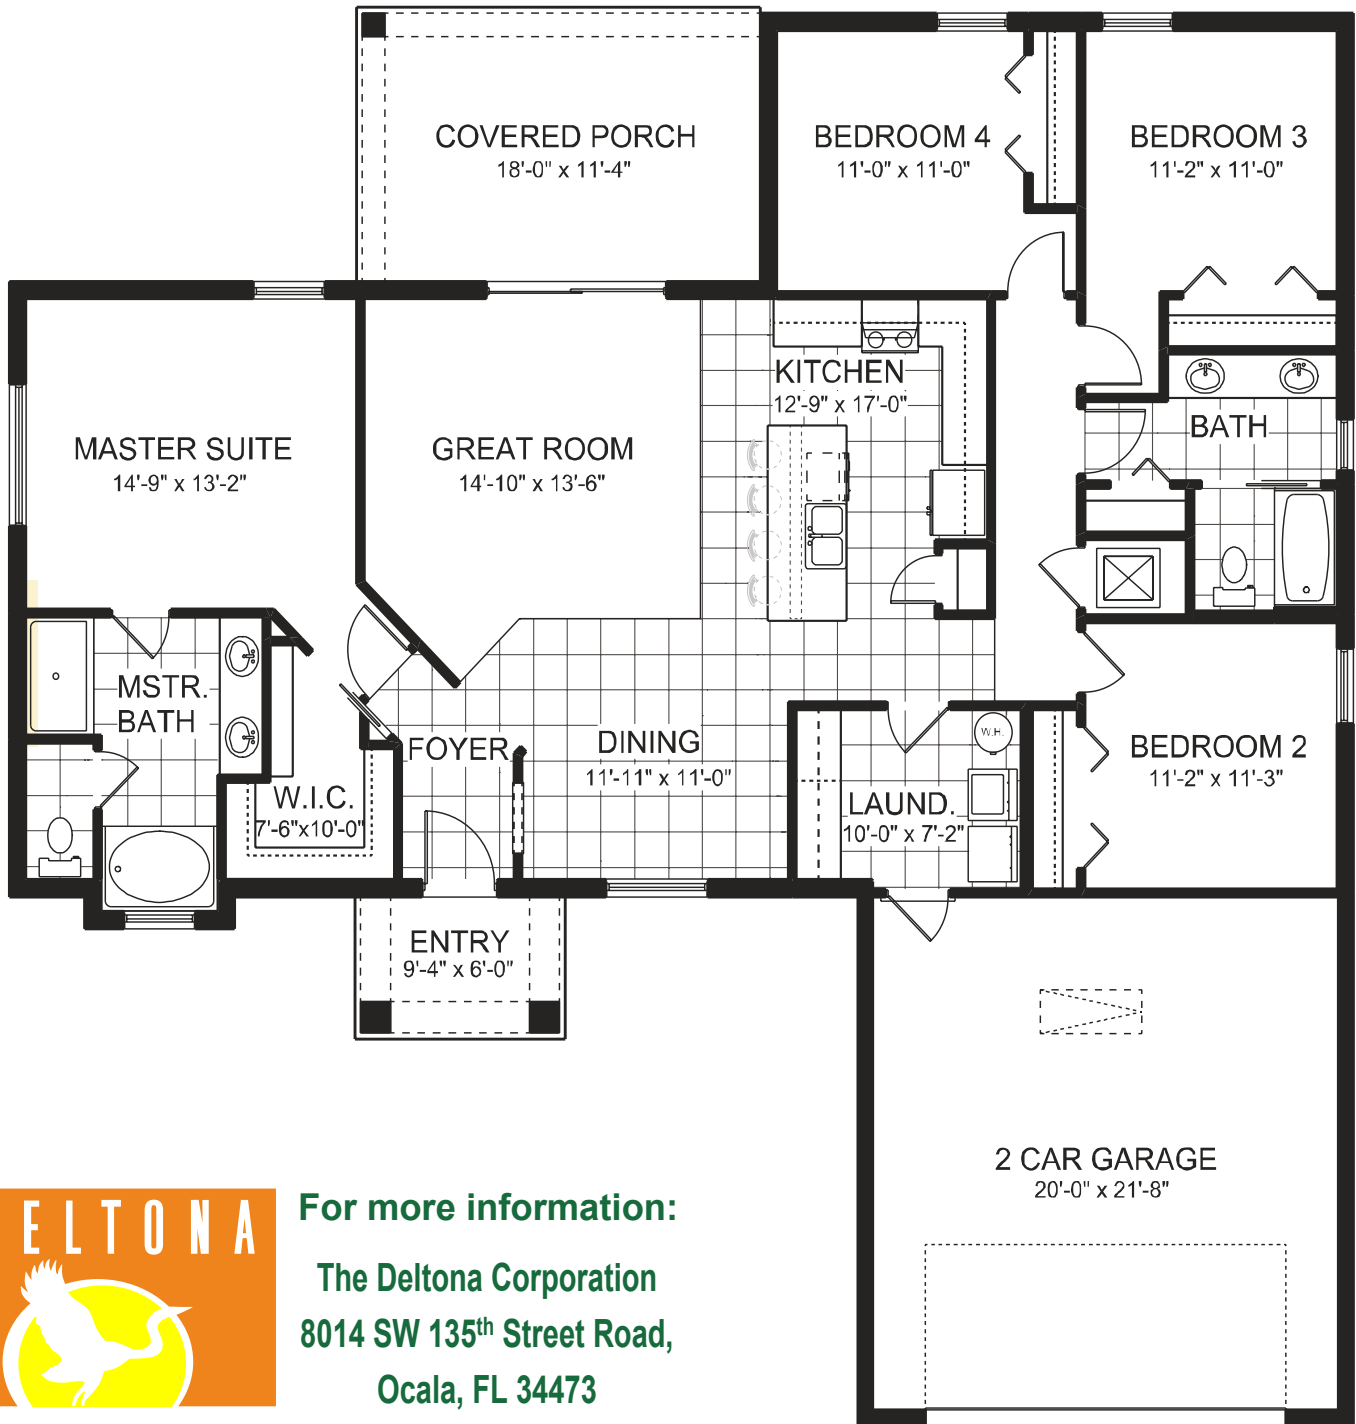 COVERED PORCH
18'-0" x 11'-4"
BEDROOM 4
11'-0" x 11'-0"
BEDROOM 3
11'-2" x 11'-0"
KITCHEN
12'-9" x 17'-0"
MASTER SUITE
14'-9" x 13'-2"
GREAT ROOM
14'-10" x 13'-6"
BATH
MSTR.
BATH
FOYER
DINING
11'-11" x 11'-0"
W.H.
BEDROOM 2
11'-2" x 11'-3"
W.I.C.
7'-6"x10'-0"
LAUND.
10'-0" x 7'-2"
ENTRY
9'-4" x 6'-0"
2 CAR GARAGE
20'-0" x 21'-8"
ELTONA
For more information:
The Deltona Corporation
8014 SW 135th Street Road,
Ocala, FL 34473